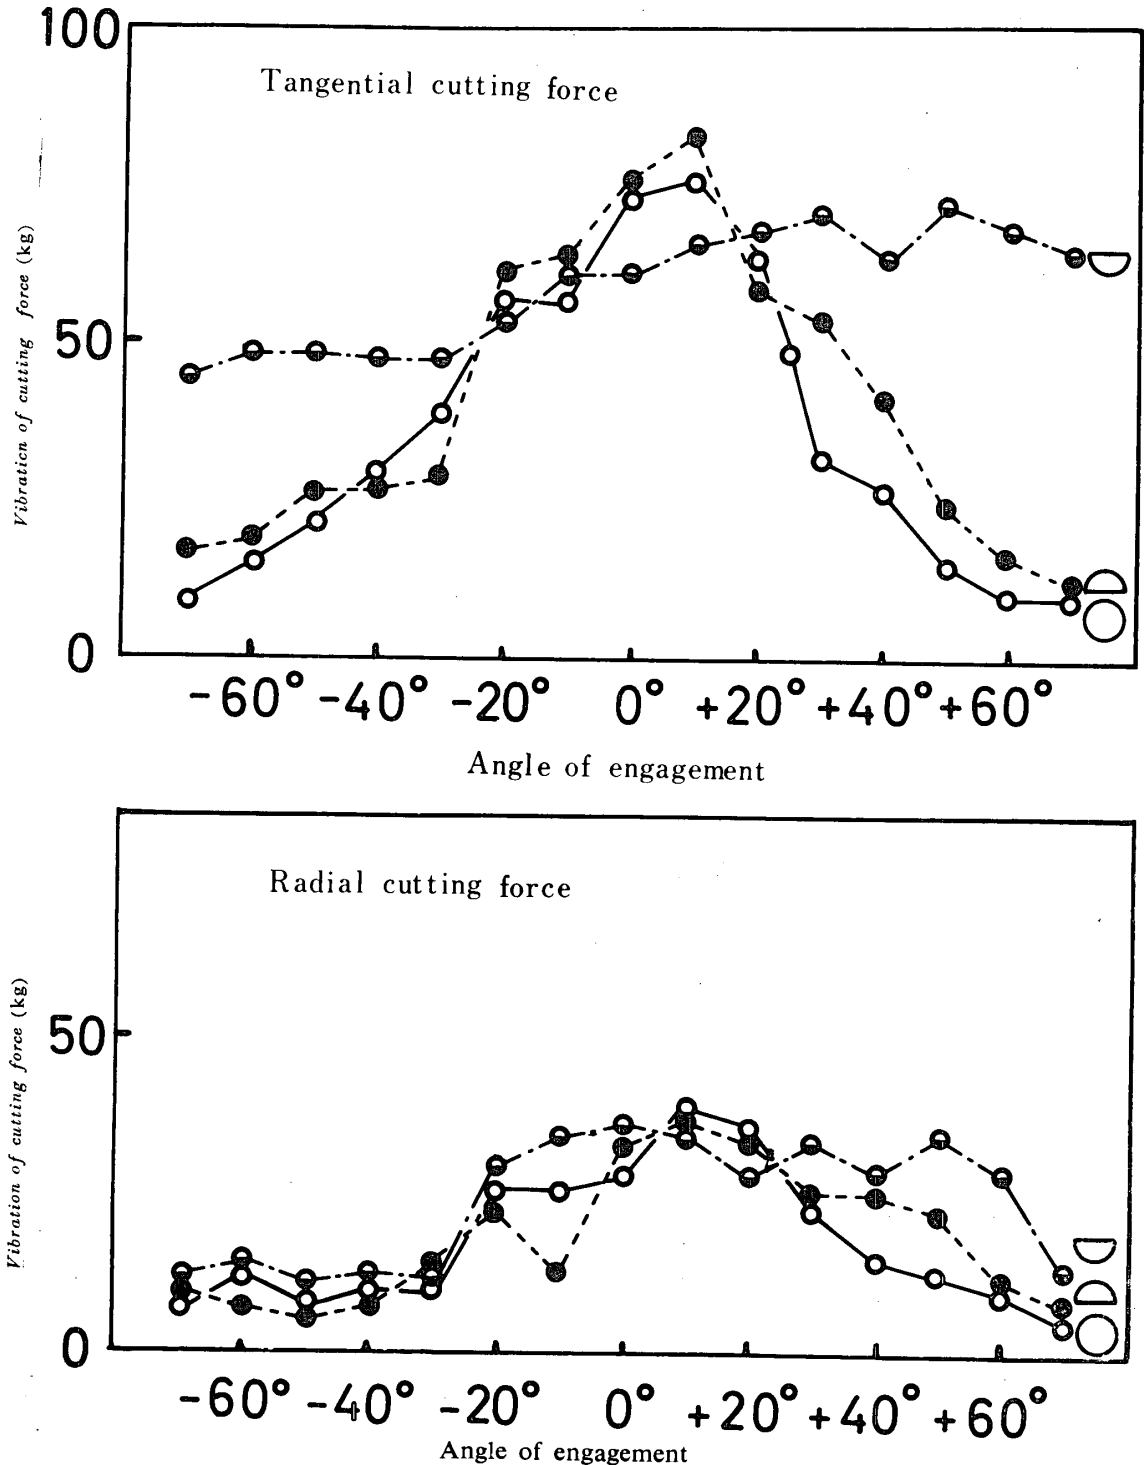 100
Tangential cutting force
Vibration of cutting force (kg)
50
0
-60° -40° -20° 0° +20° +40° +60°
Angle of engagement
Radial cutting force
Vibration of cutting force (kg)
50
0
-60° -40° -20° 0° +20° +40° +60°
Angle of engagement